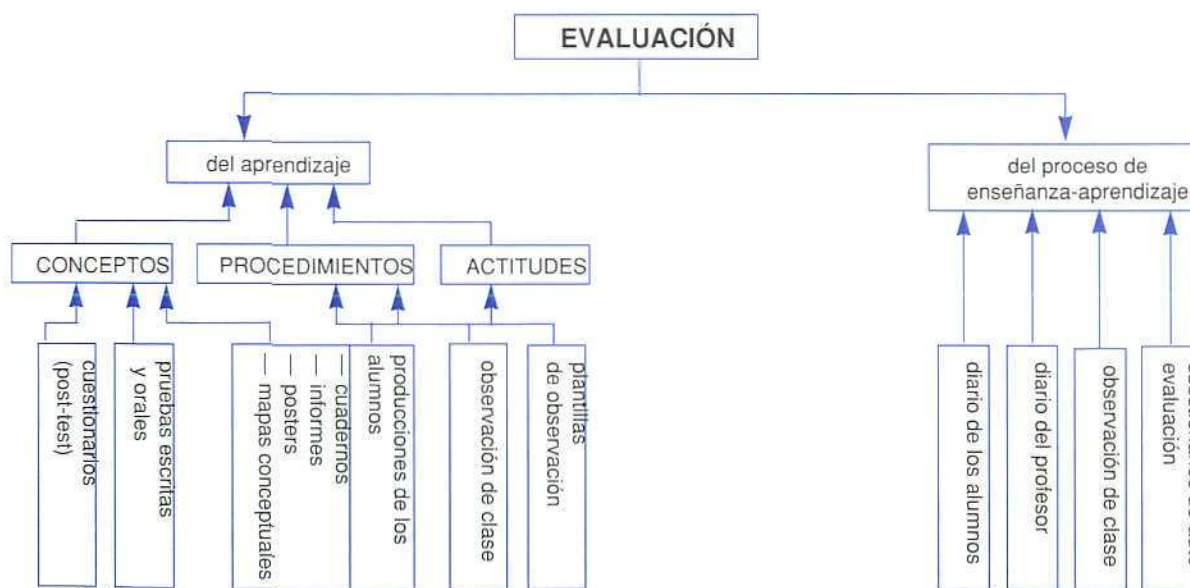 EVALUACIÓN
del aprendizaje
del proceso de
enseñanza-aprendizaje
CONCEPTOS
PROCEDIMIENTOS
ACTITUDES
cuestionarios
(post-test)
pruebas escritas
y orales
producciones de los
alumnos
— cuadernos
— informes
— posters
— mapas conceptuales
observación de clase
plantillas
de observación
diario de los alumnos
diario del profesor
observación de clase
evaluación